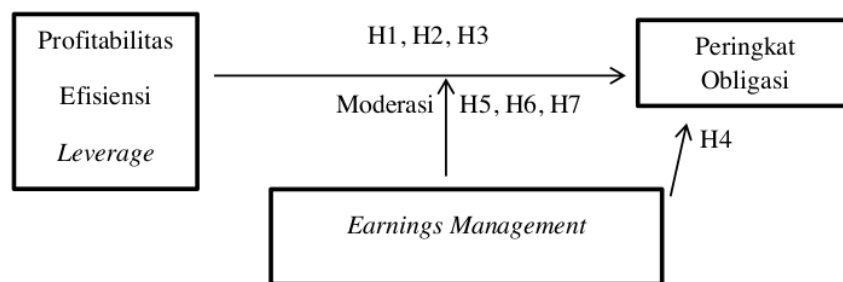 Profitabilitas
Efisiensi
Leverage
H1, H2, H3
Moderasi
H5, H6, H7
Peringkat
Obligasi
H4
Earnings Management